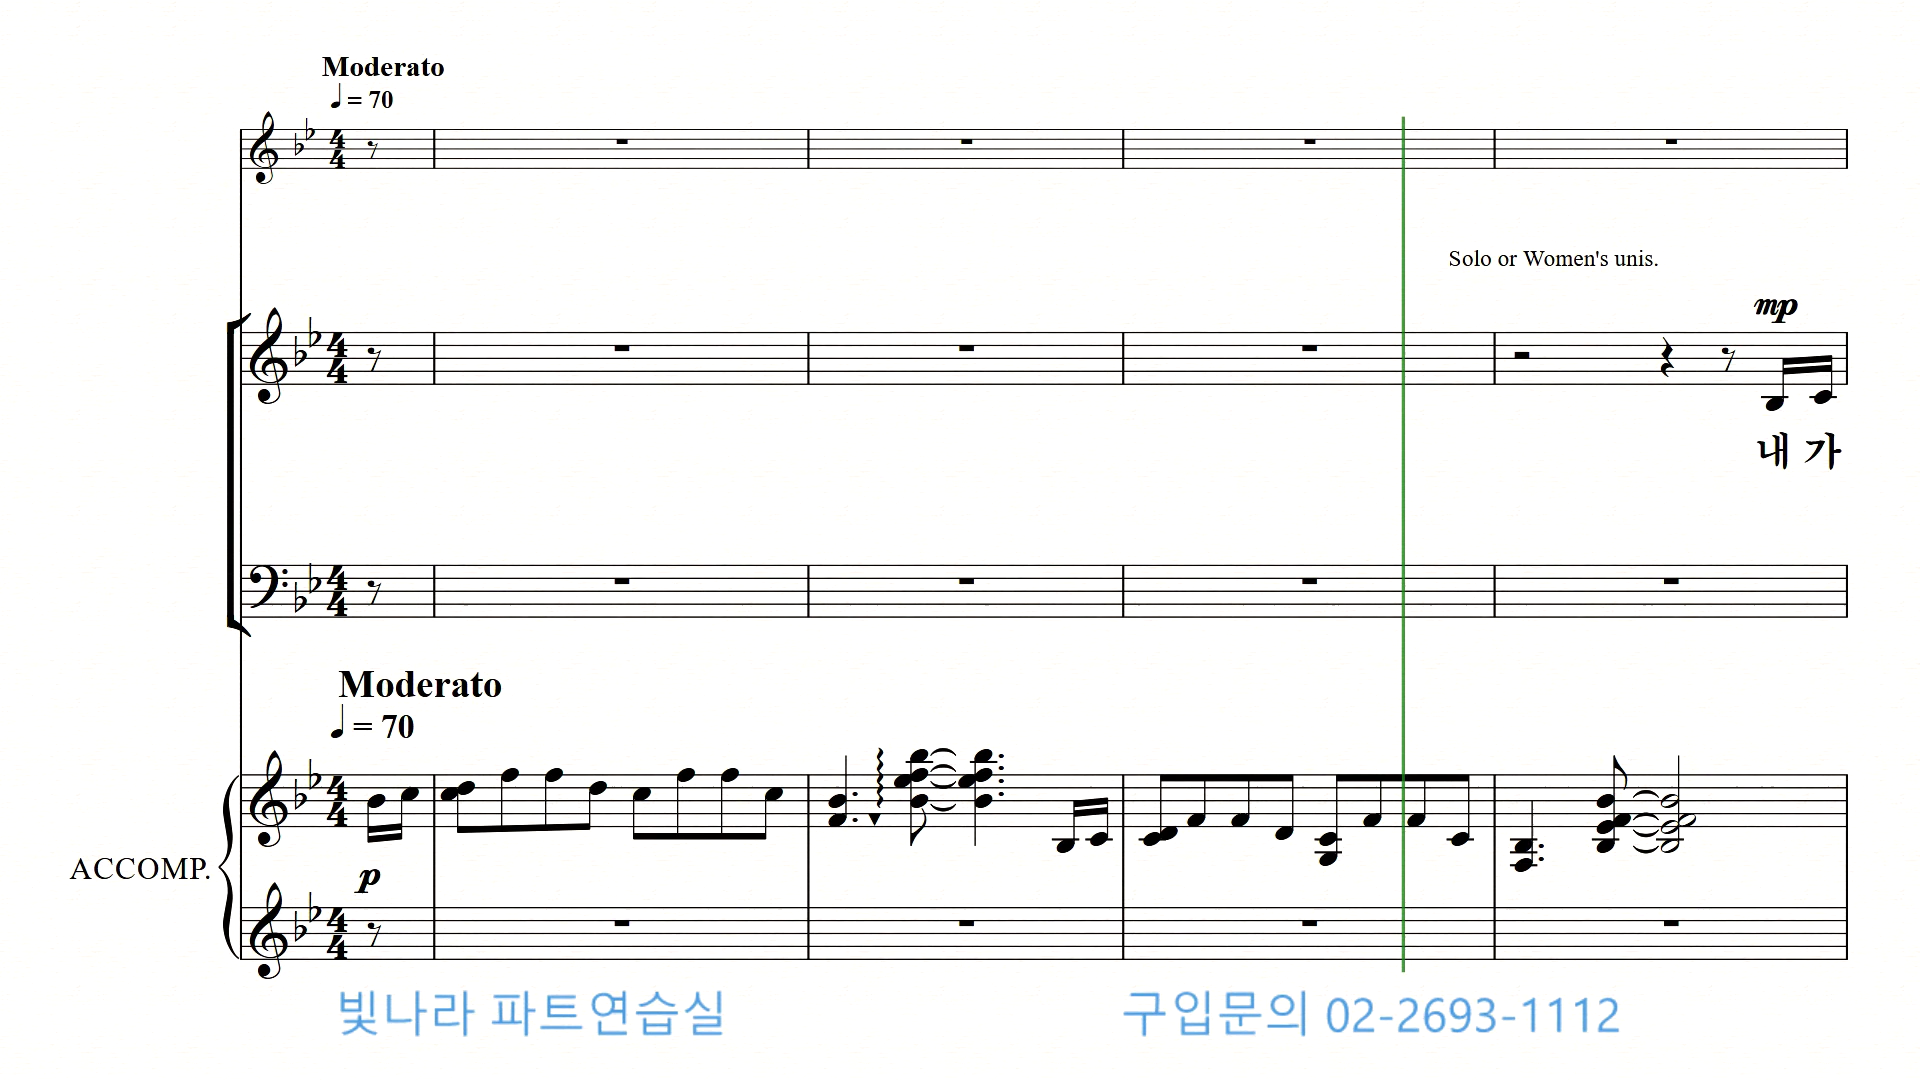 Moderato
♩ = 70
Solo or Women's unis.
mp
내 가
Moderato
♩ = 70
ACCOMP.
p
빛나라 파트연습실
구입문의 02-2693-1112